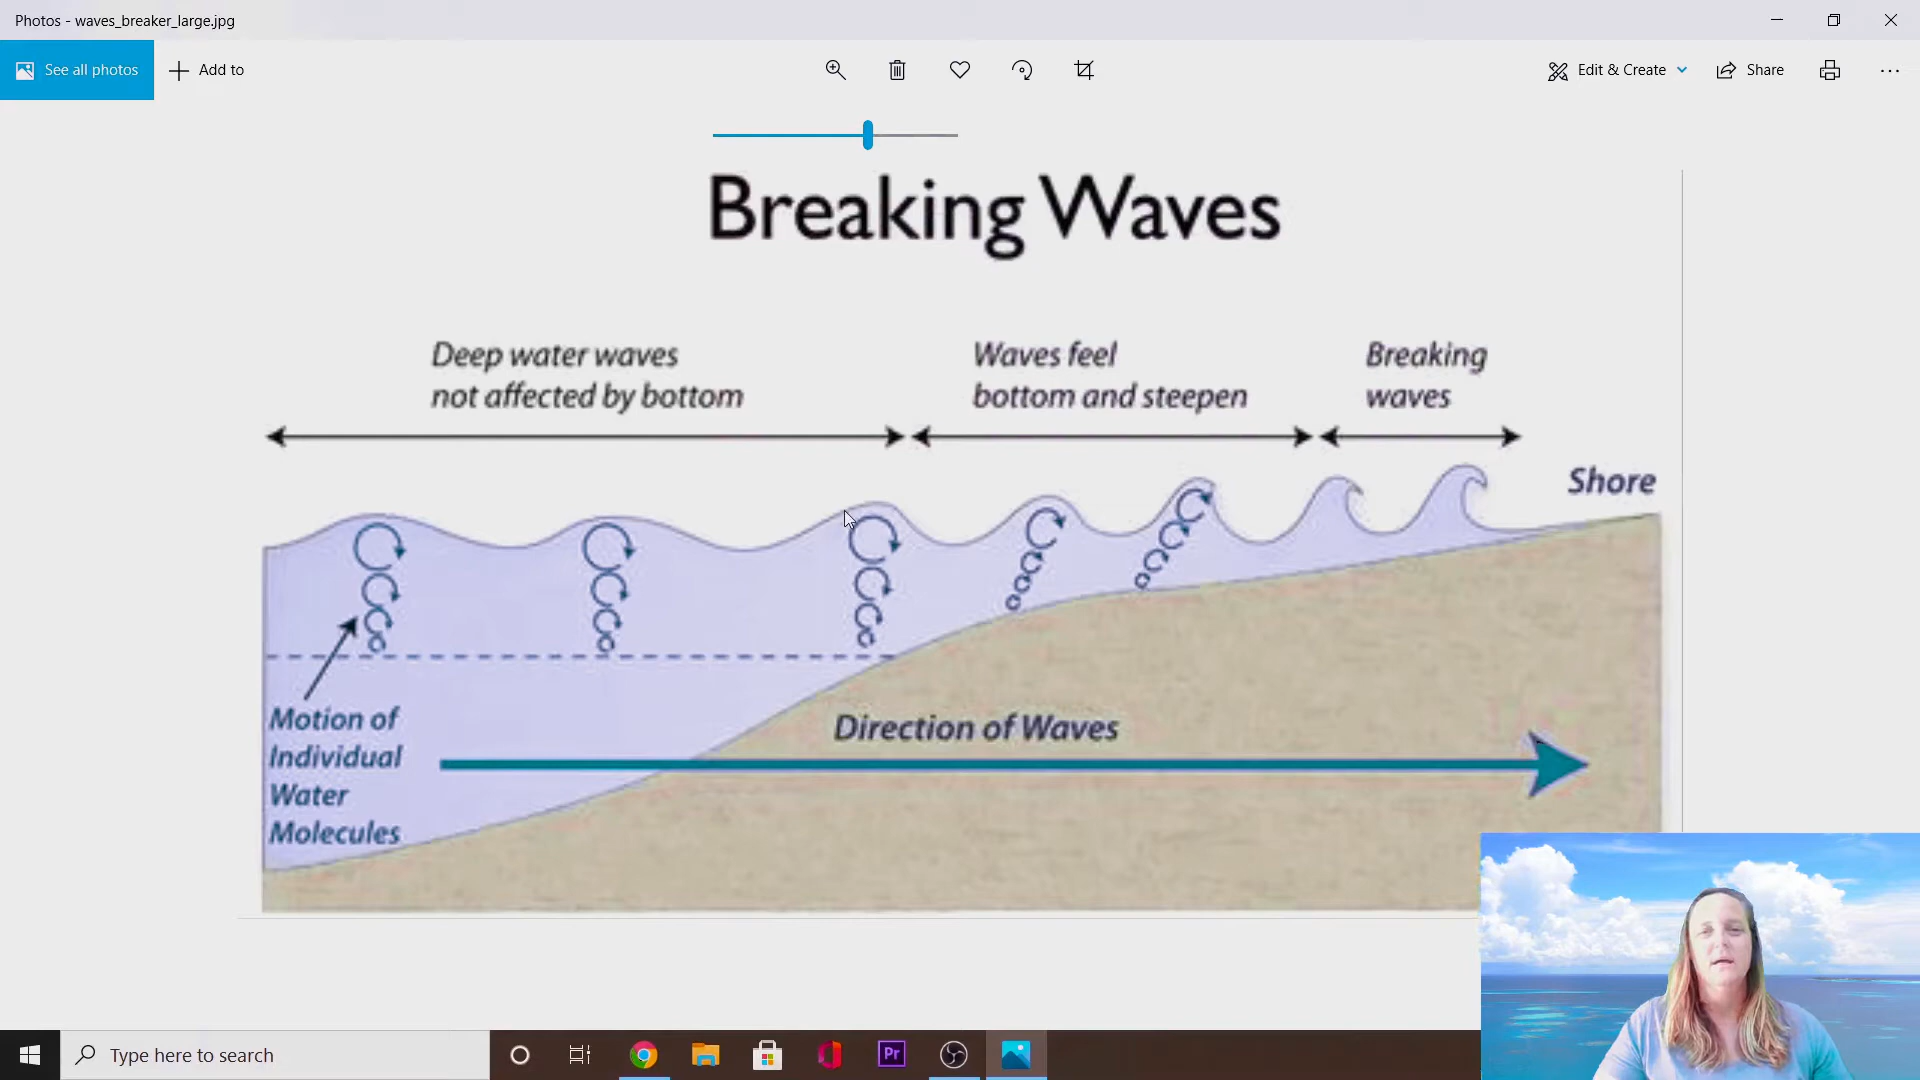 Photos - waves_breaker_large.jpg
See all photos
Add to
Edit & Create
Share
Breaking Waves
Deep water waves
not affected by bottom
Waves feel
bottom and steepen
Breaking
waves
Shore
Motion of
Individual
Water
Molecules
Direction of Waves
Type here to search
Pr